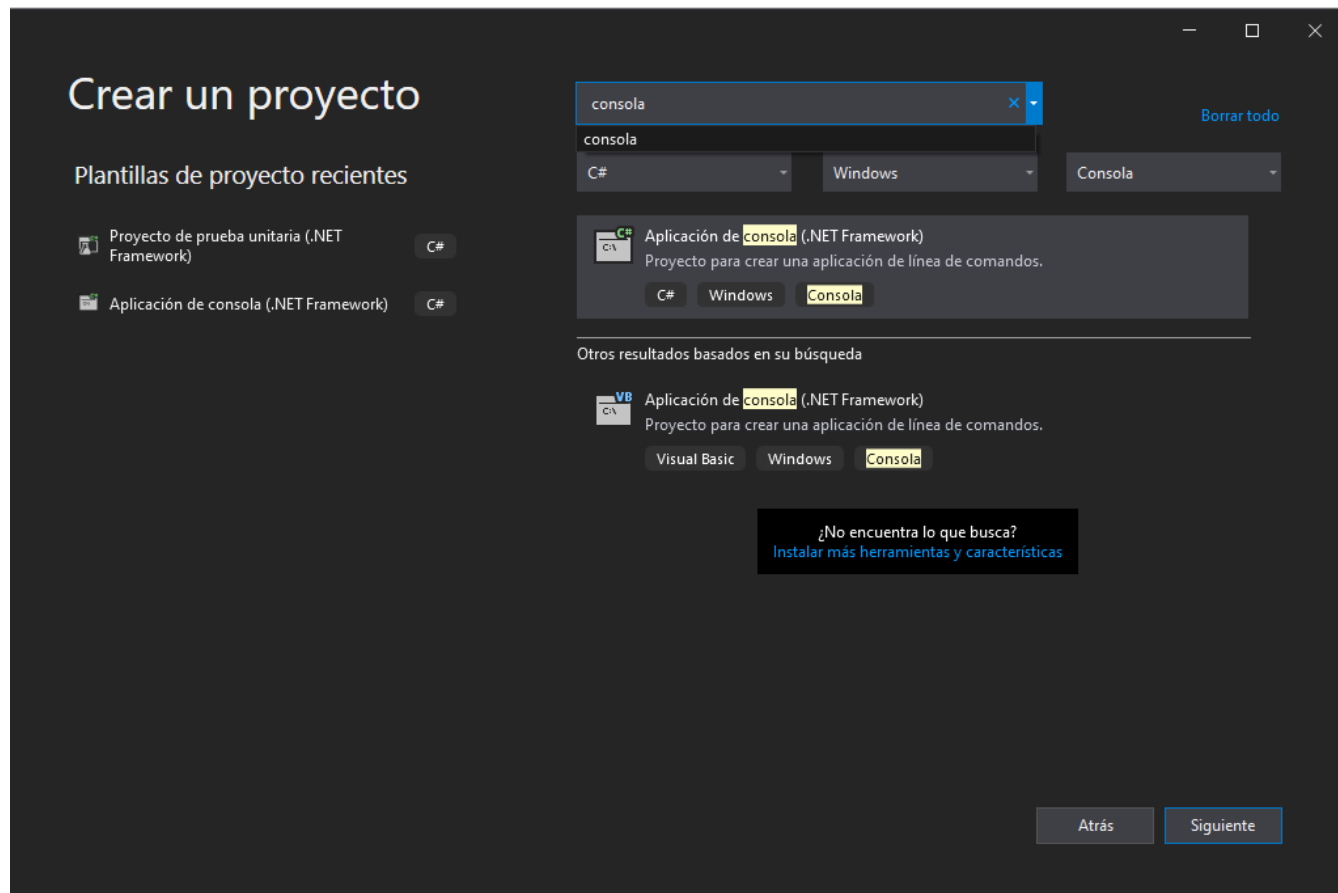 Crear un proyecto
consola
Borrar todo
consola
Plantillas de proyecto recientes
C#
Windows
Consola
Proyecto de prueba unitaria (.NET
Framework)
C#
Aplicación de consola (.NET Framework)
C#
C#
C:\
Aplicación de consola (.NET Framework)
Proyecto para crear una aplicación de línea de comandos.
C#
Windows
Consola
Otros resultados basados en su búsqueda
VB
C:\
Aplicación de consola (.NET Framework)
Proyecto para crear una aplicación de línea de comandos.
Visual Basic
Windows
Consola
¿No encuentra lo que busca?
Instalar más herramientas y características
Atrás
Siguiente